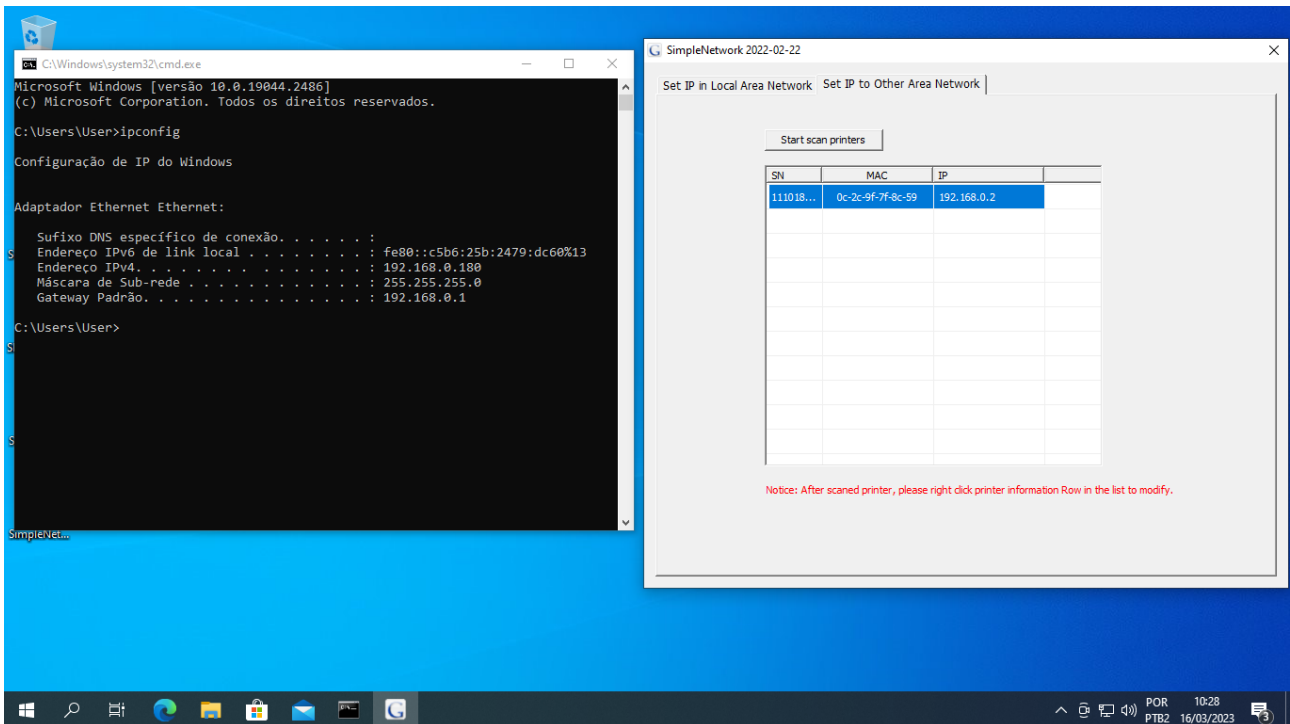 C:\Windows\system32\cmd.exe
Microsoft Windows [versão 10.0.19044.2486]
(c) Microsoft Corporation. Todos os direitos reservados.
C:\Users\User>ipconfig
Configuração de IP do Windows
Adaptador Ethernet Ethernet:
Sufixo DNS específico de conexão. . . . . . :
Endereço IPv6 de link local . . . . . . . . : fe80::c5b6:25b:2479:dc60%13
Endereço IPv4. . . . . . . . . . . . . . . : 192.168.0.180
Máscara de Sub-rede . . . . . . . . . . . . : 255.255.255.0
Gateway Padrão. . . . . . . . . . . . . . . : 192.168.0.1
C:\Users\User>
SimpleNet...
SimpleNetwork 2022-02-22
Set IP in Local Area Network Set IP to Other Area Network
Start scan printers
SN MAC IP
111018... 0c-2c-9f-7f-8c-59 192.168.0.2
Notice: After scaned printer, please right click printer information Row in the list to modify.
POR 10:28
PTB2 16/03/2023
3